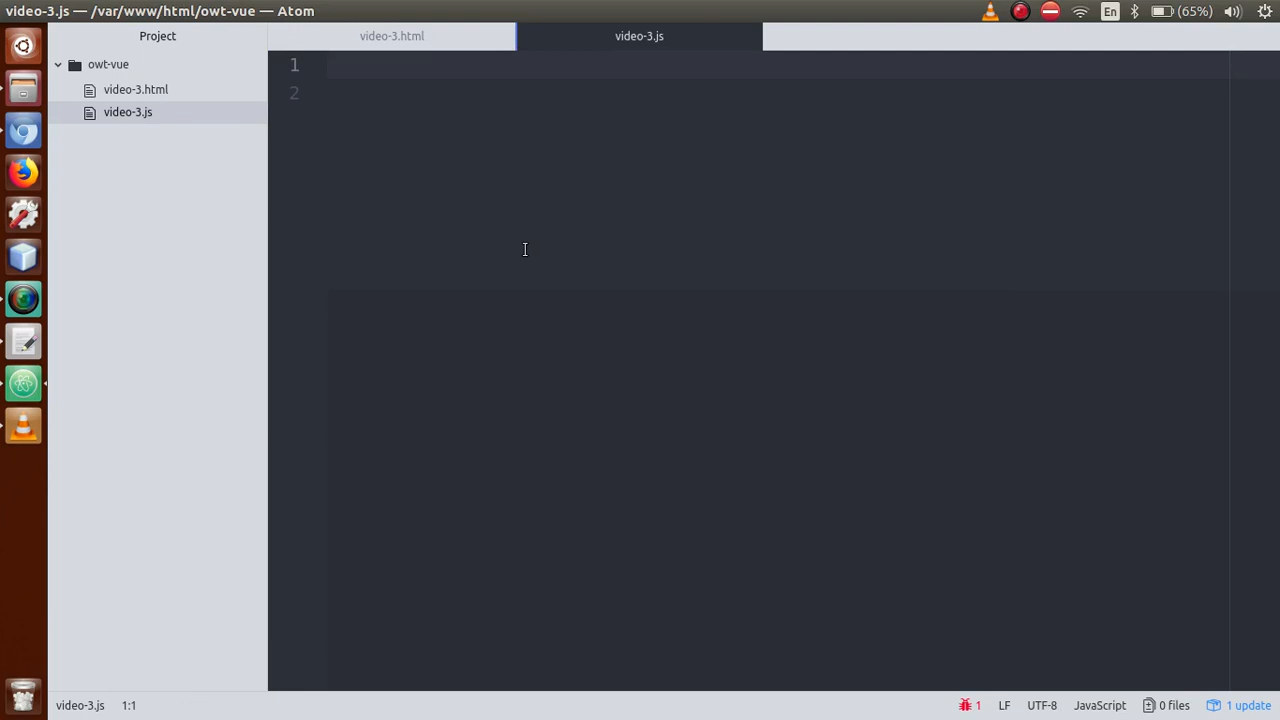 video-3.js — /var/www/html/owt-vue — Atom
En
(65%)
Project
video-3.html
video-3.js
owt-vue
video-3.html
video-3.js
1
2
video-3.js
1:1
1
LF
UTF-8
JavaScript
0 files
1 update